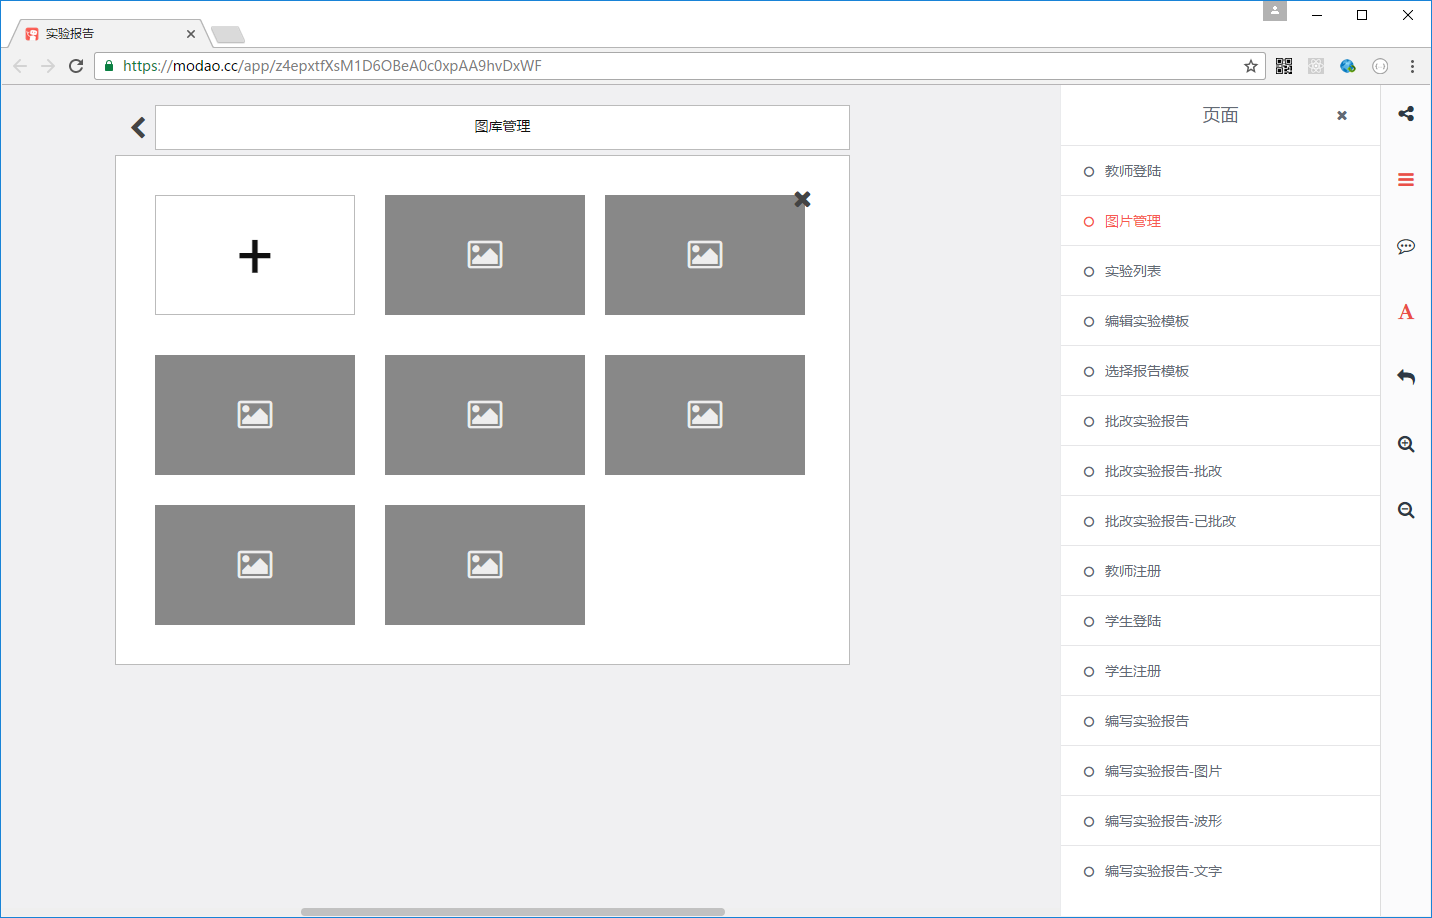 实验报告
https://modao.cc/app/z4epxtfXsM1D6OBeA0c0xpAA9hvDxWF
图库管理
页面
教师登陆
图片管理
实验列表
编辑实验模板
选择报告模板
批改实验报告
批改实验报告-批改
批改实验报告-已批改
教师注册
学生登陆
学生注册
编写实验报告
编写实验报告-图片
编写实验报告-波形
编写实验报告-文字
A